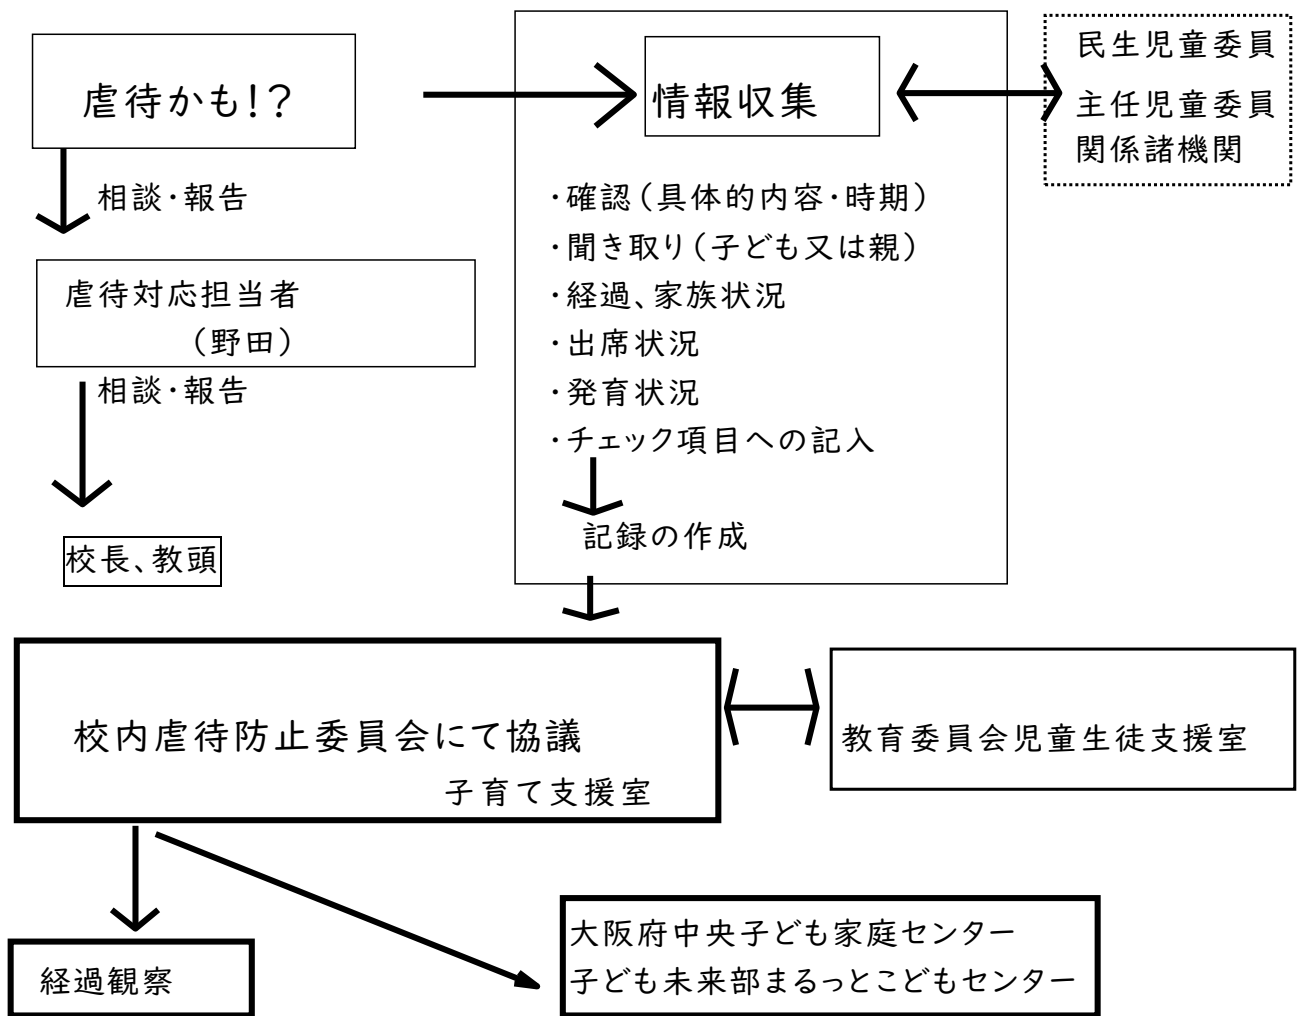 虐待かも!?
相談・報告
虐待対応担当者
(野田)
相談・報告
校長、教頭
情報収集
・確認(具体的内容・時期)
・聞き取り(子ども又は親)
・経過、家族状況
・出席状況
・発育状況
・チェック項目への記入
記録の作成
民生児童委員
主任児童委員
関係諸機関
校内虐待防止委員会にて協議
子育て支援室
教育委員会児童生徒支援室
経過観察
大阪府中央子ども家庭センター
子ども未来部まるっとこどもセンター